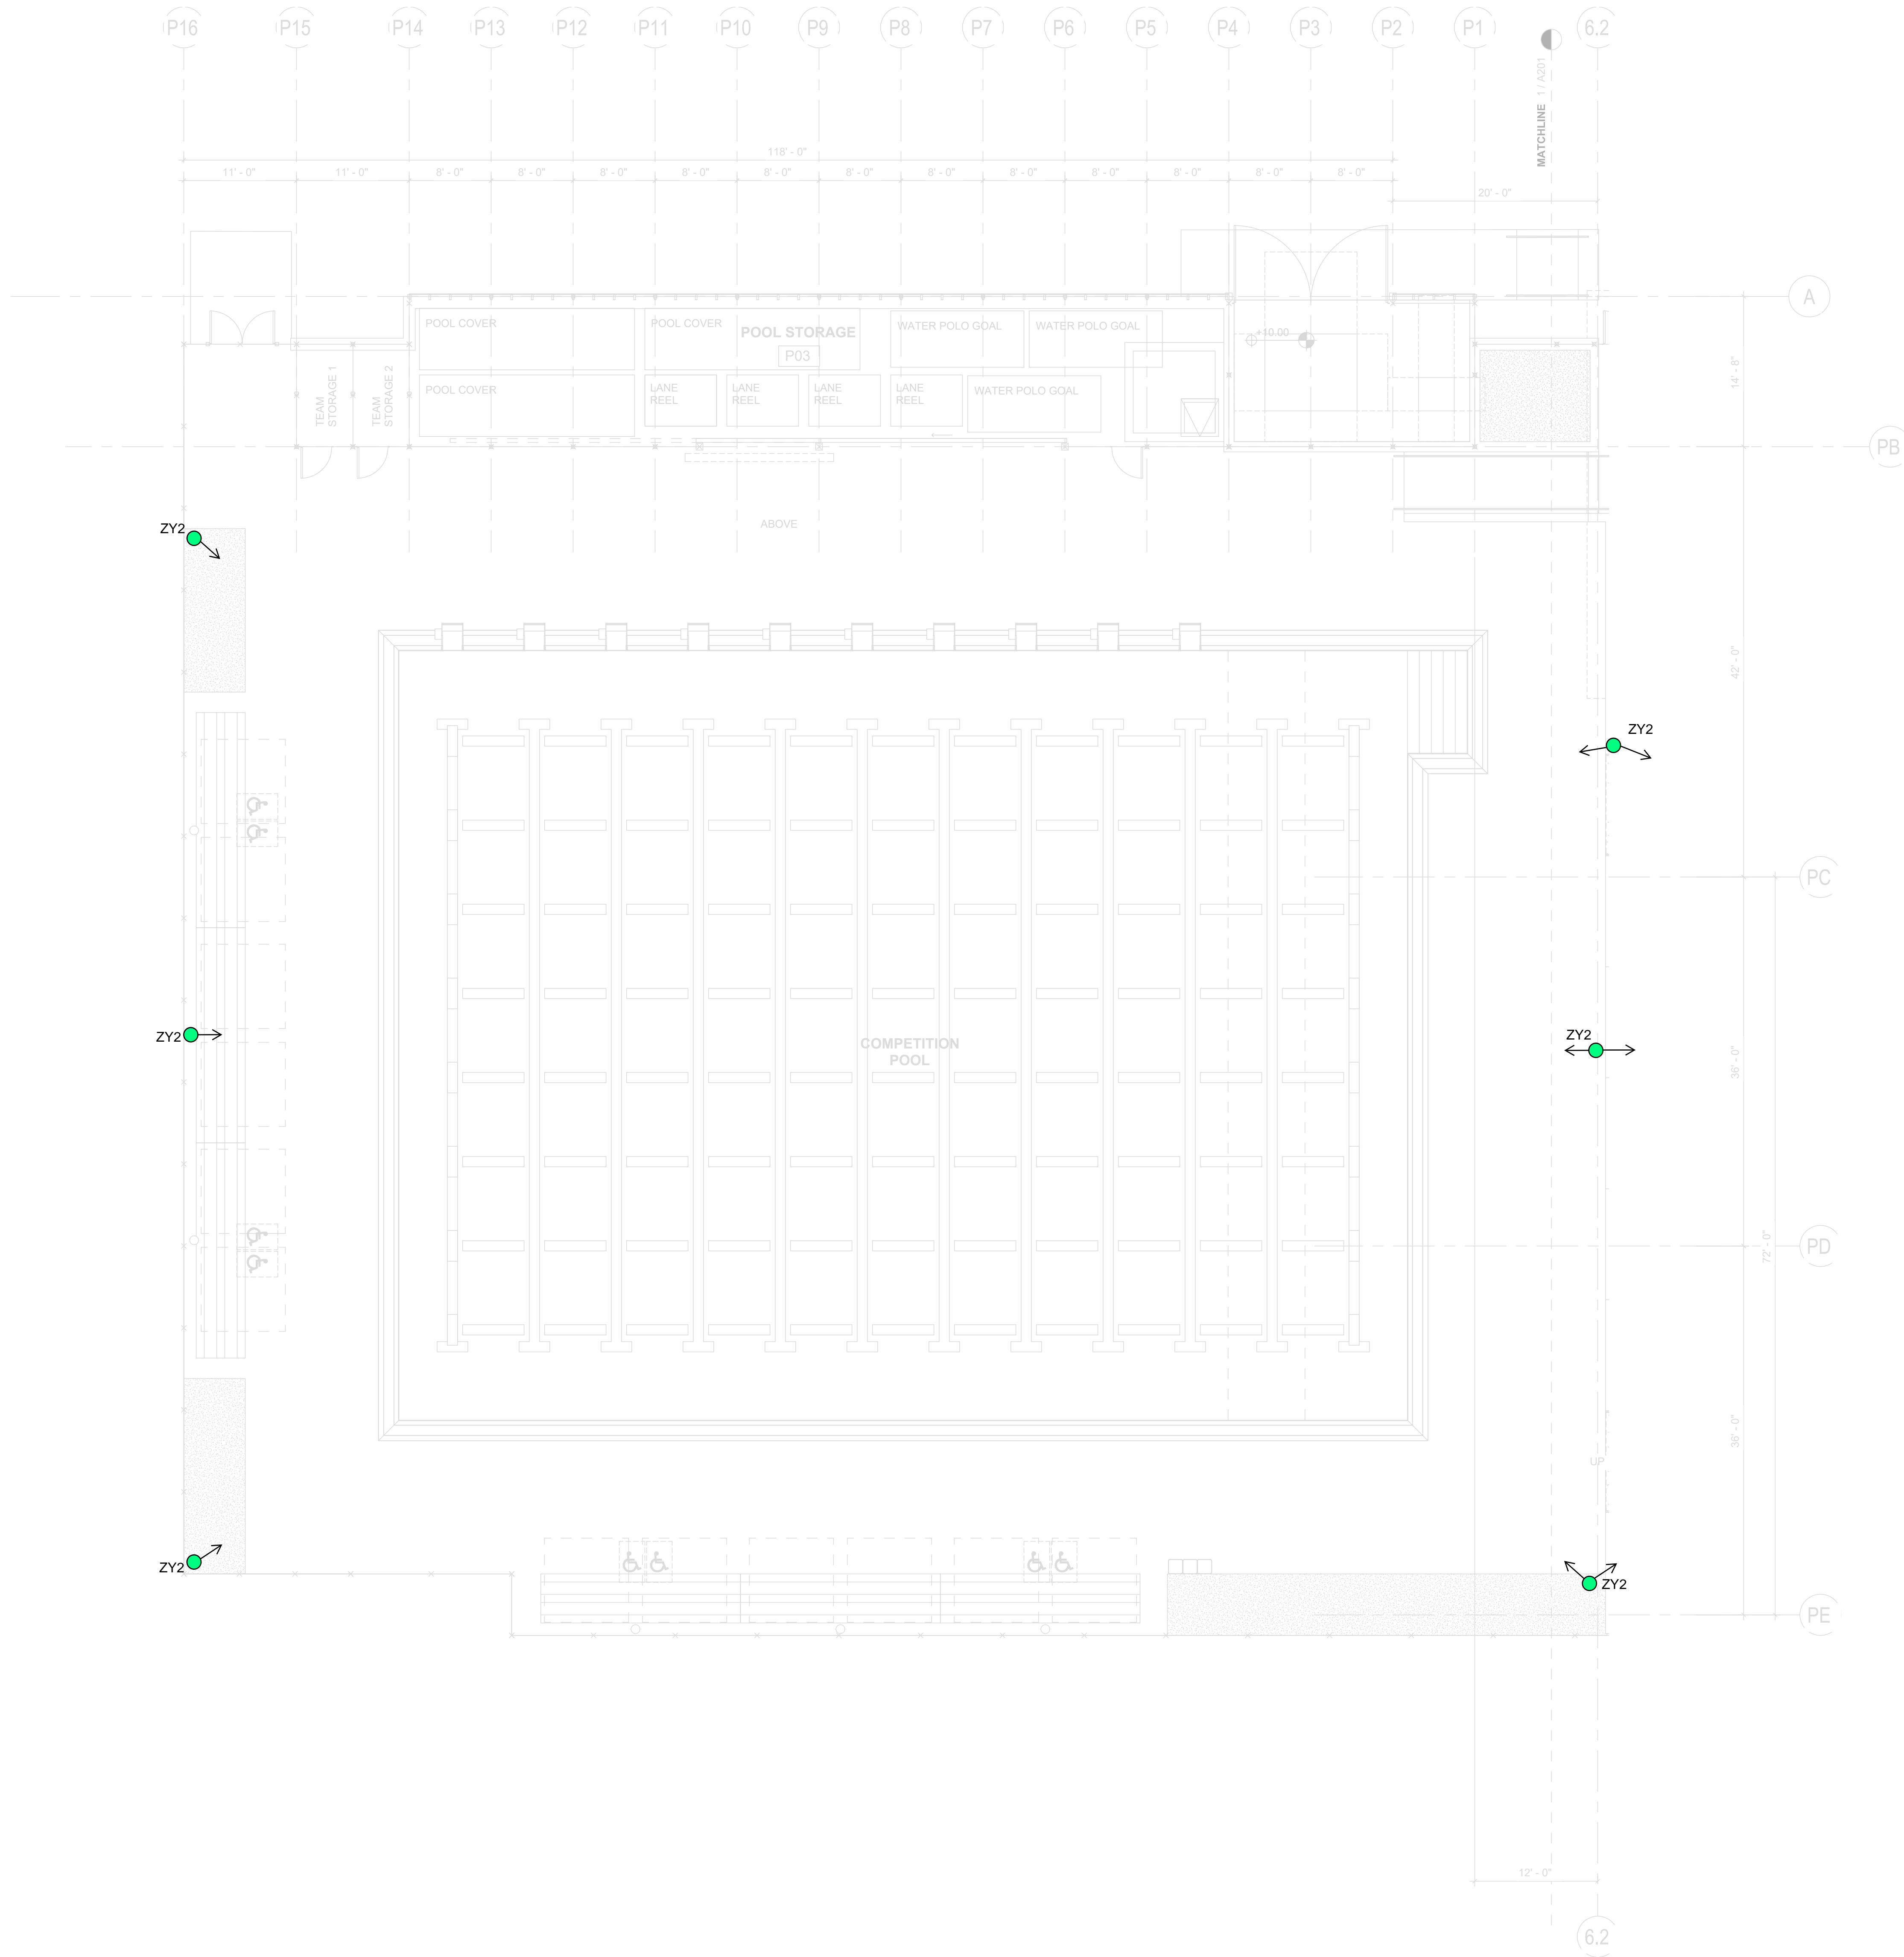 P16 P15 P14 P13 P12 P11 P10 P9 P8 P7 P6 P5 P4 P3 P2 P1 6.2
MATCHLINE 1 / A201
118' - 0"
11' - 0" 11' - 0" 8' - 0" 8' - 0" 8' - 0" 8' - 0" 8' - 0" 8' - 0" 8' - 0" 8' - 0" 8' - 0" 8' - 0" 8' - 0" 8' - 0"
20' - 0"
A
POOL COVER
POOL COVER
POOL STORAGE
P03
WATER POLO GOAL
WATER POLO GOAL
+10.00
TEAM
STORAGE 1
TEAM
STORAGE 2
POOL COVER
LANE
REEL
LANE
REEL
LANE
REEL
LANE
REEL
WATER POLO GOAL
14' - 8"
PB
ABOVE
ZY2
42' - 0"
ZY2
PC
ZY2
COMPETITION
POOL
ZY2
36' - 0"
PD
72' - 0"
36' - 0"
UP
ZY2
ZY2
PE
12' - 0"
6.2